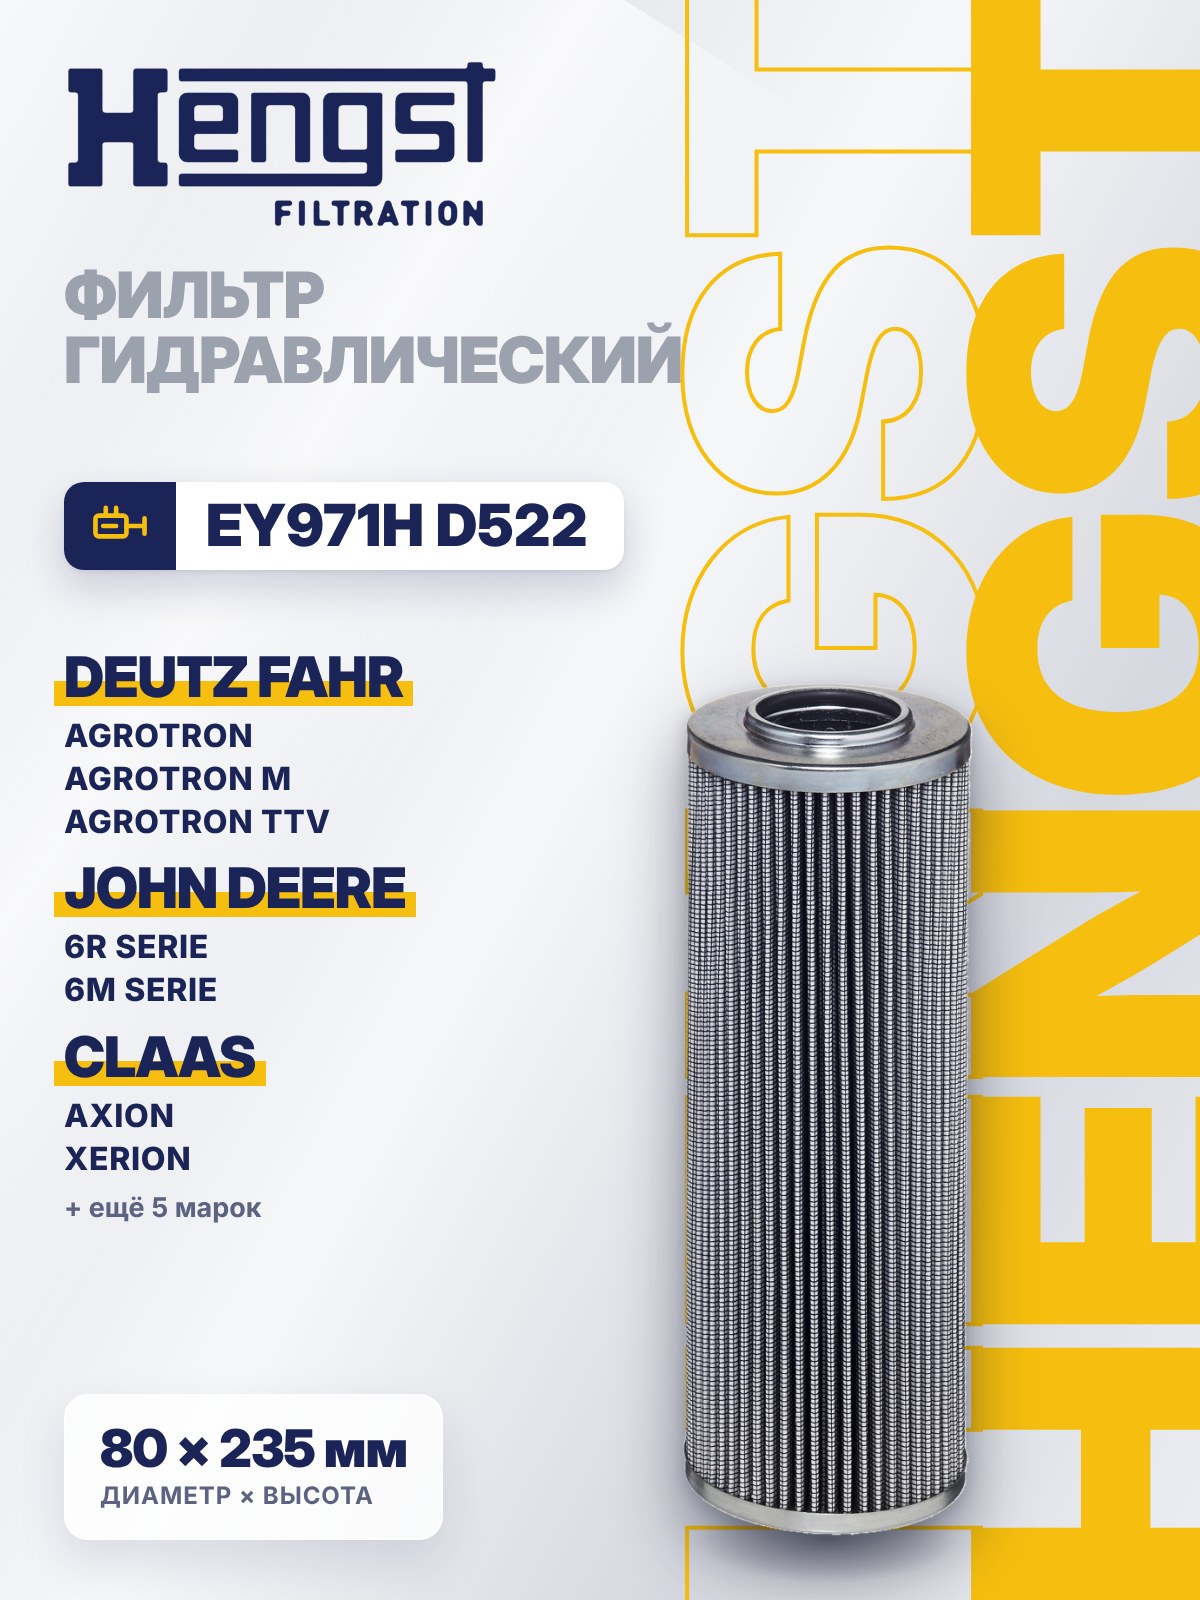 Hengst
FILTRATION
ФИЛЬТР
ГИДРАВЛИЧЕСКИЙ
EY971H D522
DEUTZ FAHR
AGROTRON
AGROTRON M
AGROTRON TTV
JOHN DEERE
6R SERIE
6M SERIE
CLAAS
AXION
XERION
+ ещё 5 марок
80 × 235 мм
ДИАМЕТР × ВЫСОТА
HENGST
HENGST